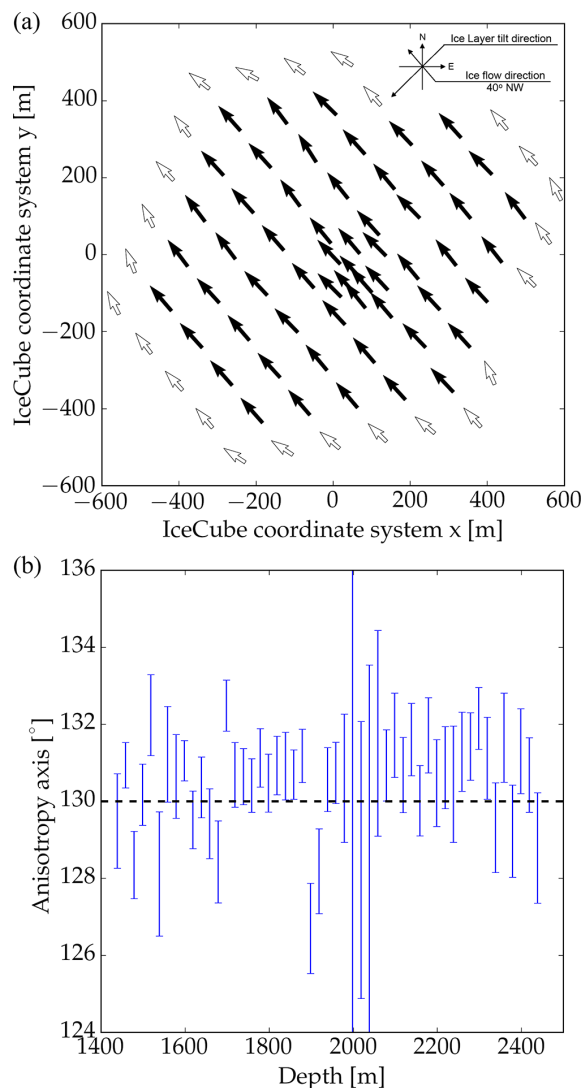 (a)
600
400
200
0
−200
−400
−600
−600
−400
−200
0
200
400
600
IceCube coordinate system y [m]
IceCube coordinate system x [m]
N
E
Ice Layer tilt direction
Ice flow direction
40° NW
(b)
136
134
132
130
128
126
124
1400
1600
1800
2000
2200
2400
Anisotropy axis [°]
Depth [m]